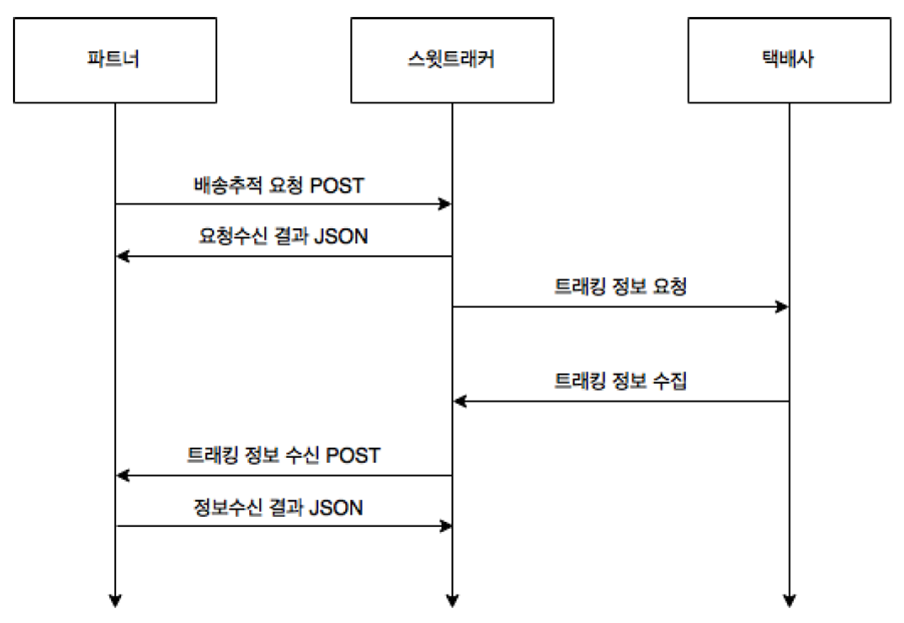 파트너
스윗트래커
택배사
배송추적 요청 POST
요청수신 결과 JSON
트래킹 정보 요청
트래킹 정보 수집
트래킹 정보 수신 POST
정보수신 결과 JSON